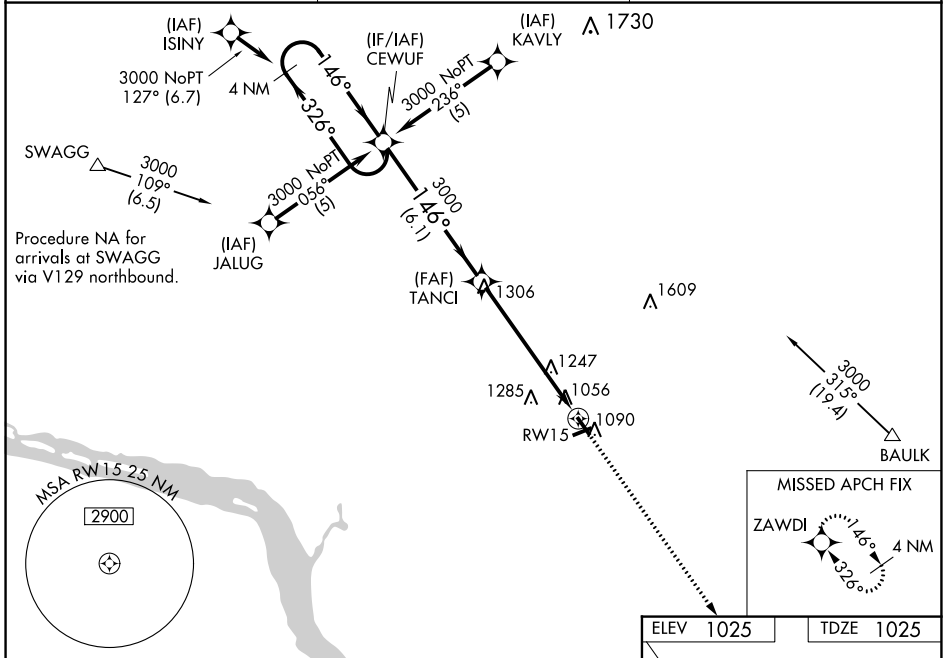 (IAF)
ISINY
3000 NoPT
127° (6.7)
4 NM
146°
326°
(IF/IAF)
CEWUF
(IAF)
KAVLY
1730
3000 NoPT
236°
(5)
SWAGG
3000
109°
(6.5)
3000 NoPT
056°
(5)
(IAF)
JALUG
Procedure NA for
arrivals at SWAGG
via V129 northbound.
3000
146°
(6.1)
(FAF)
TANCI
1306
1609
1247
1285
1056
1090
RW15
3000
315°
(19.4)
BAULK
MSA RW15 25 NM
2900
MISSED APCH FIX
ZAWDI
146°
4 NM
326°
ELEV 1025
TDZE 1025